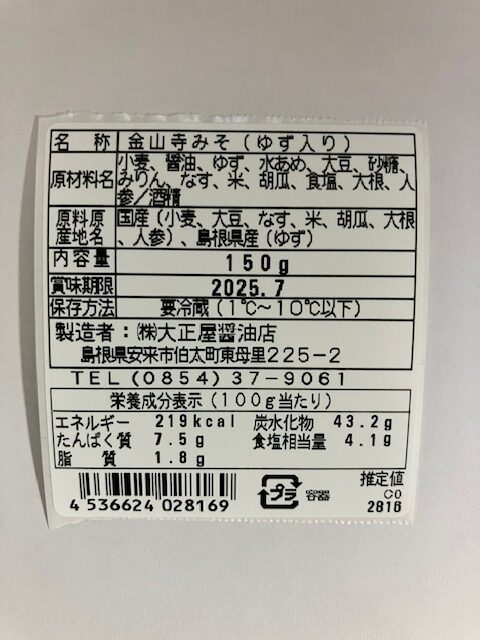 名称 金山寺みそ(ゆず入り)
原材料名 小麦、醤油、ゆず、水あめ、大豆、砂糖、
みりん、なす、米、胡瓜、食塩、大根、人
参/酒精
原料原産地名 国産(小麦、大豆、なす、米、胡瓜、大根
、人参)、島根県産(ゆず)
内容量 150g
賞味期限 2025.7
保存方法 要冷蔵(1℃~10℃以下)
製造者:㈱大正屋醤油店
島根県安来市伯太町東母里225-2
TEL(0854)37-9061
栄養成分表示(100g当たり)
エネルギー 219kcal 炭水化物 43.2g
たんぱく質 7.5g 食塩相当量 4.1g
脂質 1.8g
推定値
4 536624 028169
プラ 容器
C0
2816